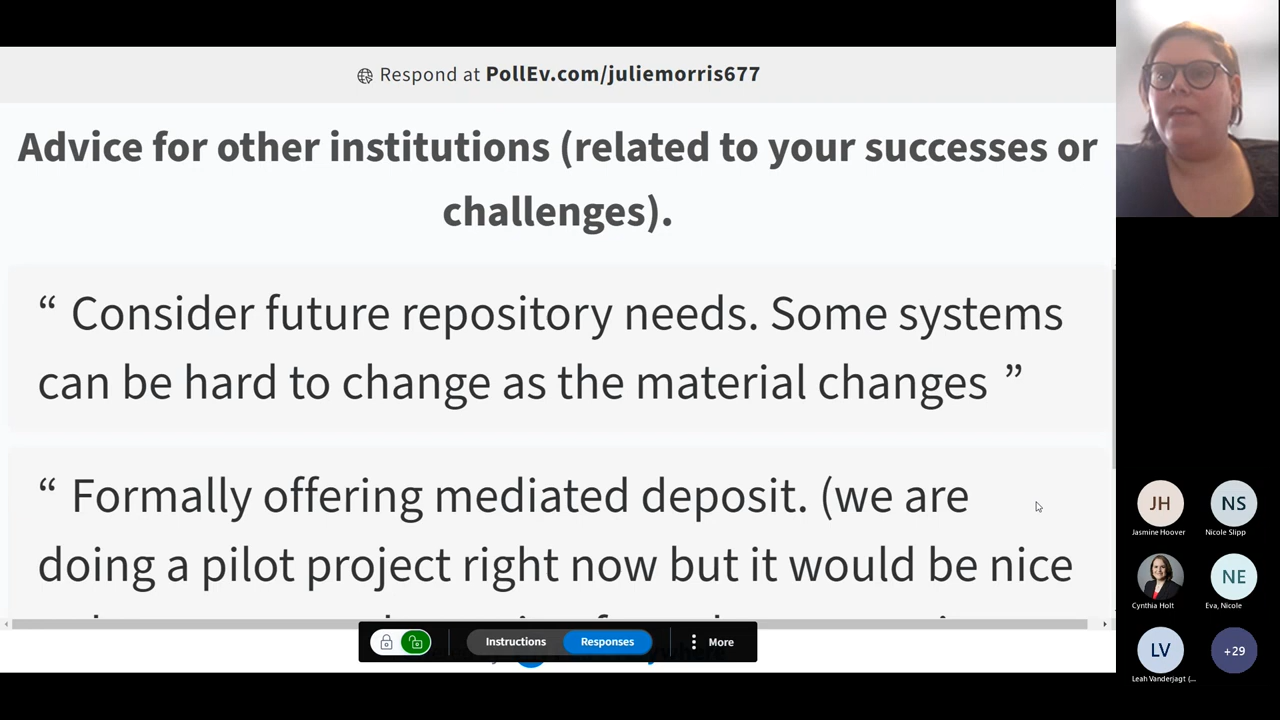 Respond at PollEv.com/juliemorris677
Advice for other institutions (related to your successes or
challenges).
“ Consider future repository needs. Some systems
can be hard to change as the material changes ”
“ Formally offering mediated deposit. (we are
doing a pilot project right now but it would be nice
Instructions
Responses
More
JH
Jasmine Hoover
NS
Nicole Slipp
Cynthia Holt
NE
Eva, Nicole
LV
Leah Vanderjagt (...
+29